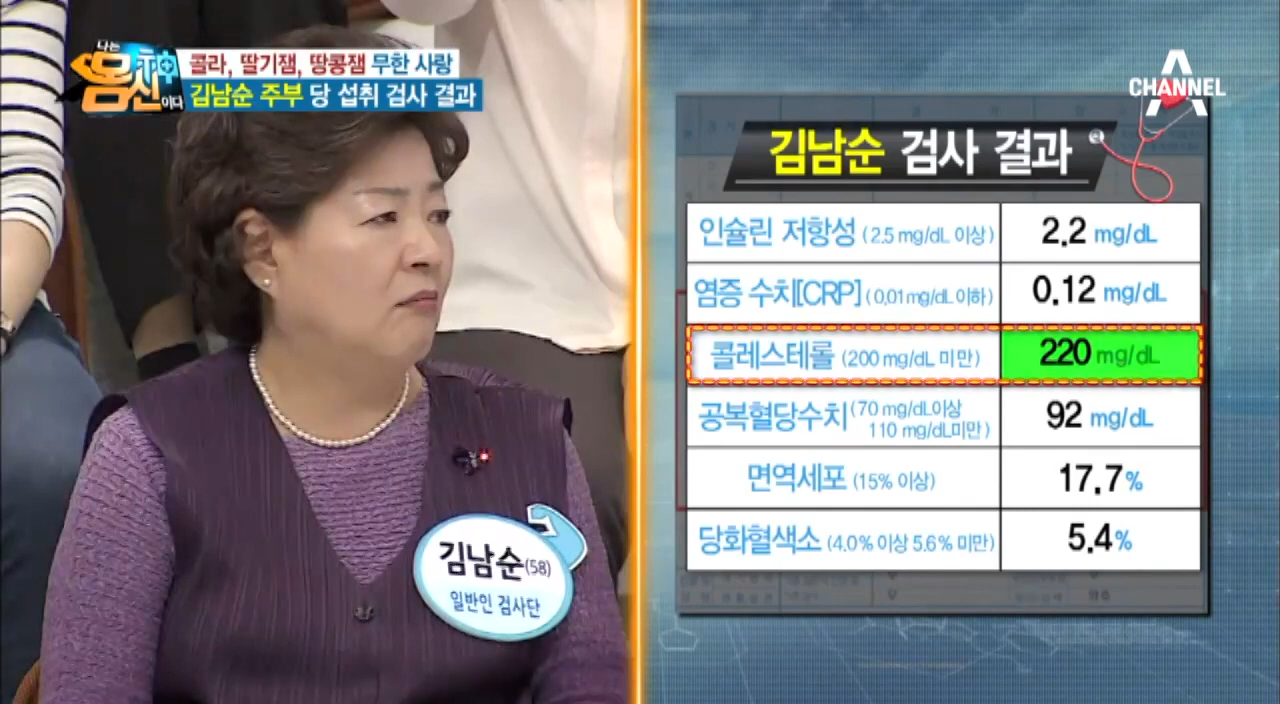 나는
몸신이다
神
콜라, 딸기잼, 땅콩잼 무한 사랑
김남순 주부 당 섭취 검사 결과
CHANNEL A
김남순 검사 결과
인슐린 저항성 (2.5 mg/dL 이상) 2.2 mg/dL
염증 수치[CRP] (0.01mg/dL 이하) 0.12 mg/dL
콜레스테롤 (200 mg/dL 미만) 220 mg/dL
공복혈당수치 (70 mg/dL이상
110 mg/dL미만) 92 mg/dL
면역세포 (15% 이상) 17.7%
당화혈색소 (4.0% 이상 5.6% 미만) 5.4%
김남순(58)
일반인 검사단